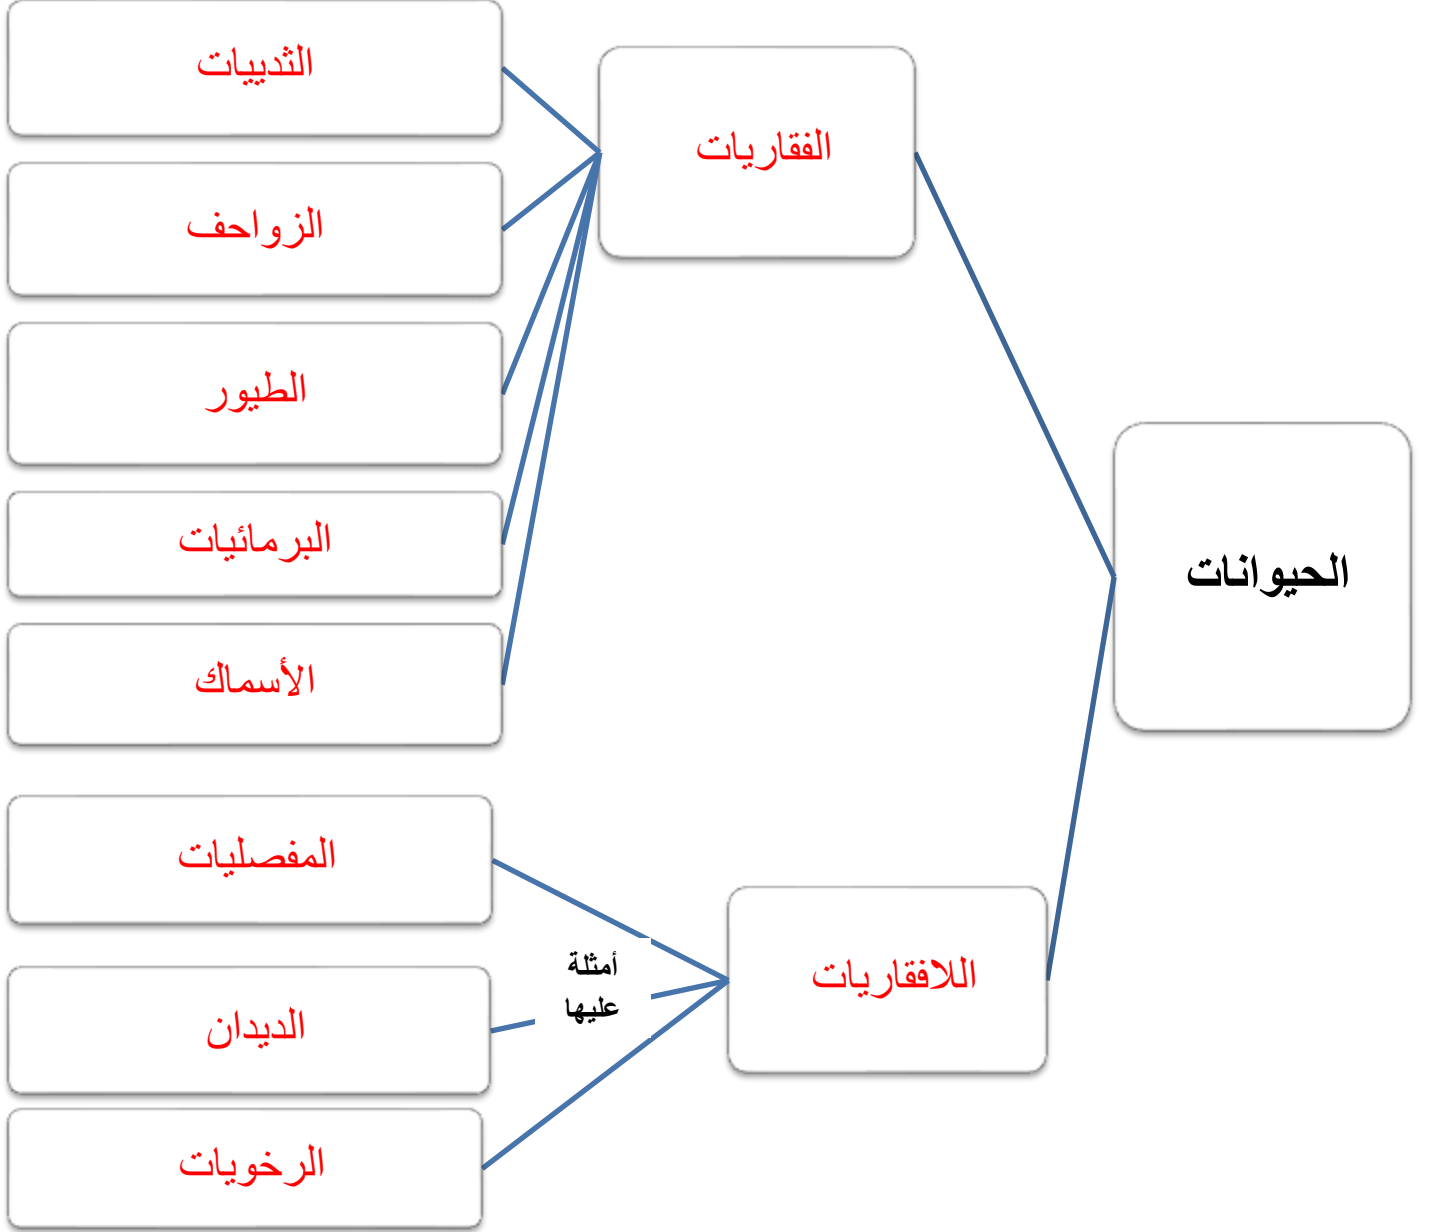 الحيوانات
الفقاريات
الثدييات
الزواحف
الطيور
البرمائيات
الأسماك
اللافقاريات
أمثلة
عليها
المفصليات
الديدان
الرخويات